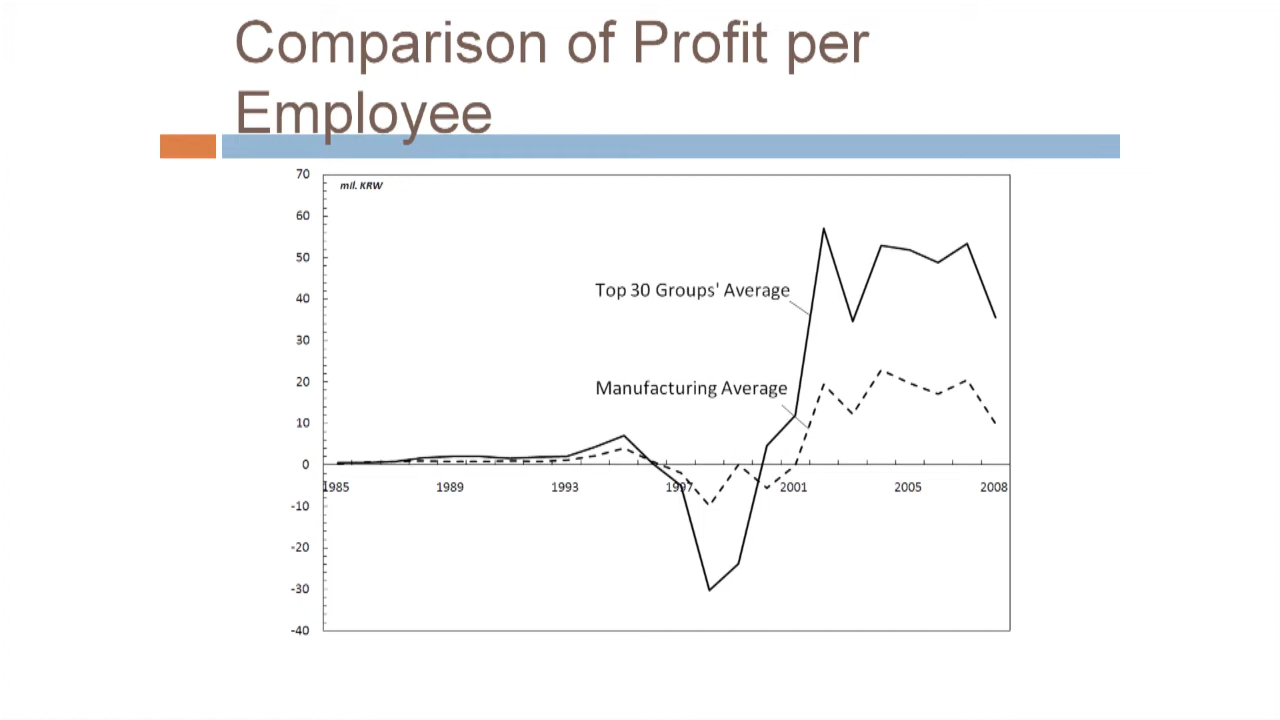 Comparison of Profit per
Employee
mil. KRW
70
60
50
40
30
20
10
0
-10
-20
-30
-40
Top 30 Groups' Average
Manufacturing Average
1985 1989 1993 1997 2001 2005 2008